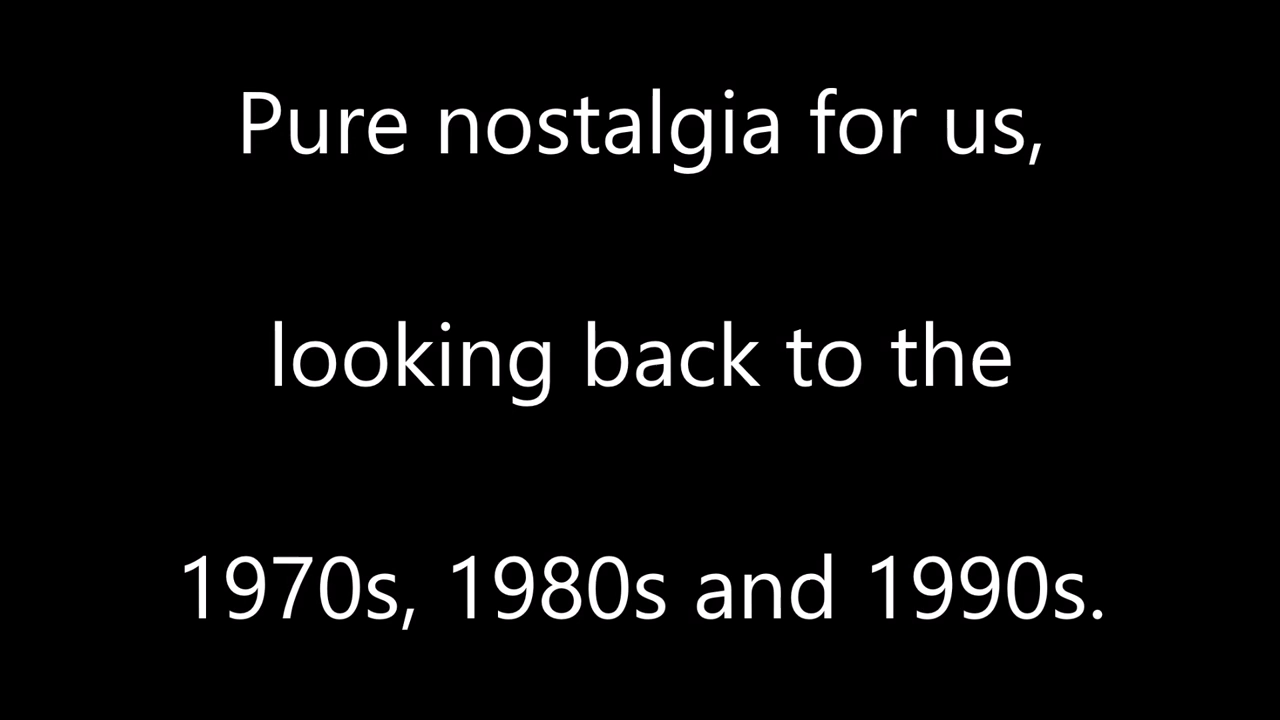 Pure nostalgia for us,
looking back to the
1970s, 1980s and 1990s.